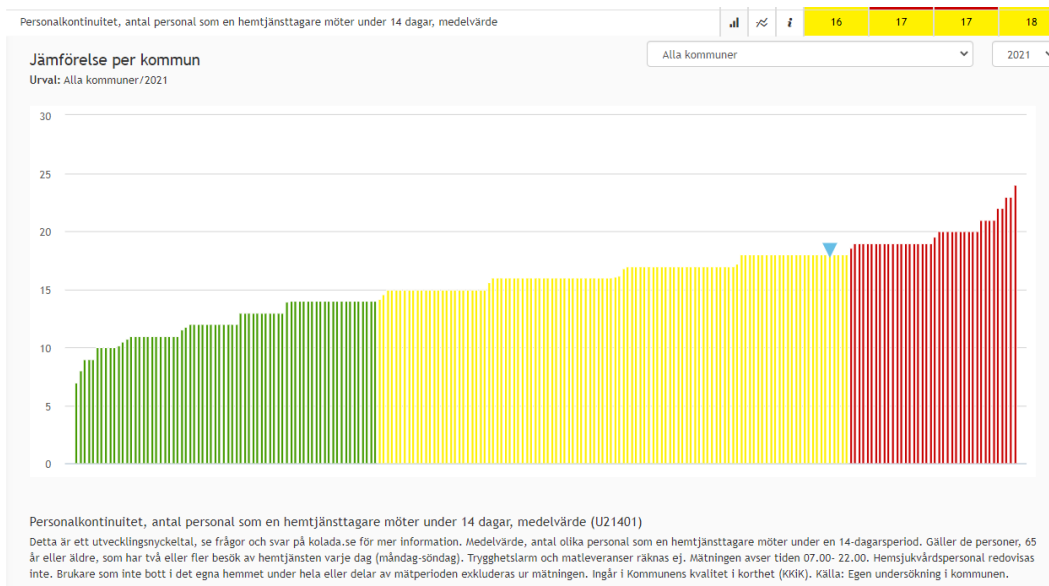 Personalkontinuitet, antal personal som en hemtjänsttagare möter under 14 dagar, medelvärde
i 16 17 17 18
Jämförelse per kommun
Alla kommuner 2021
Urval: Alla kommuner/2021
30
25
20
15
10
5
0
Personalkontinuitet, antal personal som en hemtjänsttagare möter under 14 dagar, medelvärde (U21401)
Detta är ett utvecklingsnyckeltal, se frågor och svar på kolada.se för mer information. Medelvärde, antal olika personal som en hemtjänsttagare möter under en 14-dagarsperiod. Gäller de personer, 65
år eller äldre, som har två eller fler besök av hemtjänsten varje dag (måndag-söndag). Trygghetslarm och matleveranser räknas ej. Mätningen avser tiden 07.00- 22.00. Hemsjukvårdspersonal redovisas
inte. Brukare som inte bott i det egna hemmet under hela eller delar av mätperioden exkluderas ur mätningen. Ingår i Kommunens kvalitet i korthet (KKiK). Källa: Egen undersökning i kommunen.